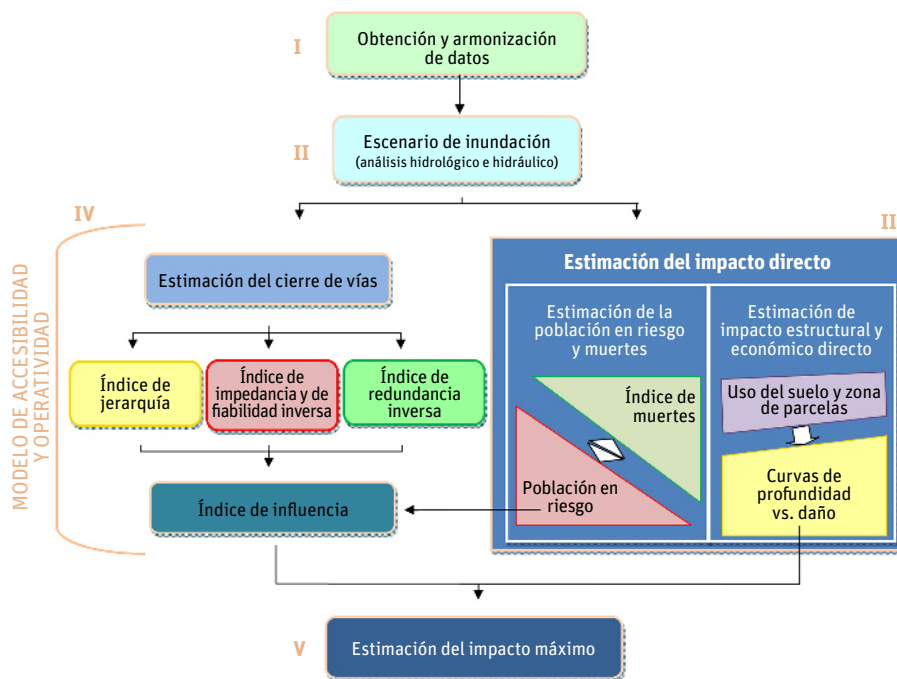 I
Obtención y armonización
de datos
II
Escenario de inundación
(análisis hidrológico e hidráulico)
IV
MODELO DE ACCESIBILIDAD
Y OPERATIVIDAD
Estimación del cierre de vías
Índice de
jerarquía
Índice de
impedancia y de
fiabilidad inversa
Índice de
redundancia
inversa
Índice de influencia
II
Estimación del impacto directo
Estimación de la
población en riesgo
y muertes
Índice de
muertes
Población en
riesgo
Estimación de
impacto estructural y
económico directo
Uso del suelo y zona
de parcelas
Curvas de
profundidad
vs. daño
V
Estimación del impacto máximo